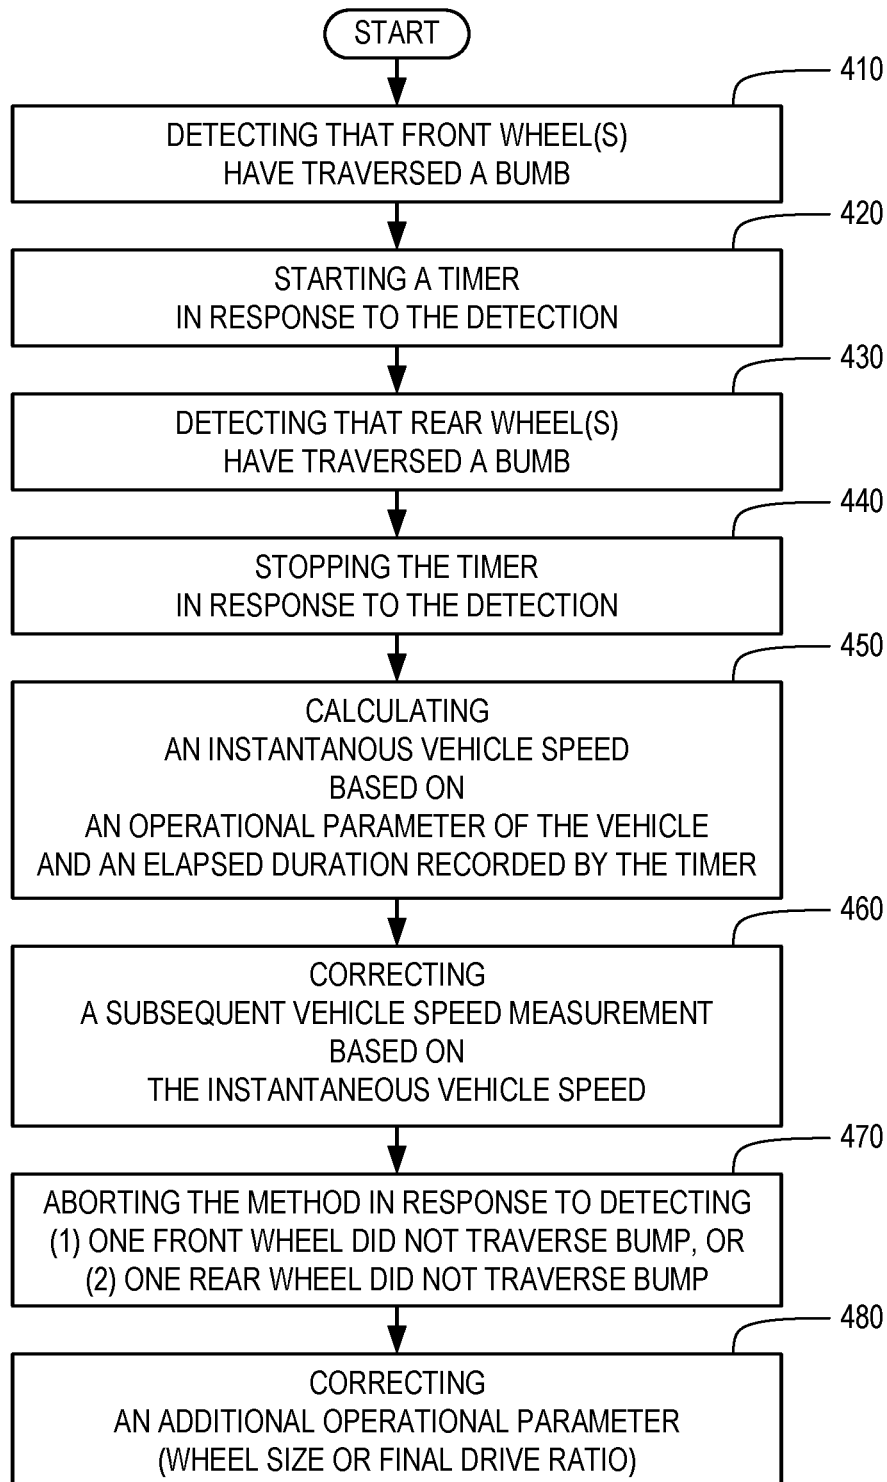 START
410
DETECTING THAT FRONT WHEEL(S)
HAVE TRAVERSED A BUMB
420
STARTING A TIMER
IN RESPONSE TO THE DETECTION
430
DETECTING THAT REAR WHEEL(S)
HAVE TRAVERSED A BUMB
440
STOPPING THE TIMER
IN RESPONSE TO THE DETECTION
450
CALCULATING
AN INSTANTANOUS VEHICLE SPEED
BASED ON
AN OPERATIONAL PARAMETER OF THE VEHICLE
AND AN ELAPSED DURATION RECORDED BY THE TIMER
460
CORRECTING
A SUBSEQUENT VEHICLE SPEED MEASUREMENT
BASED ON
THE INSTANTANEOUS VEHICLE SPEED
470
ABORTING THE METHOD IN RESPONSE TO DETECTING
(1) ONE FRONT WHEEL DID NOT TRAVERSE BUMP, OR
(2) ONE REAR WHEEL DID NOT TRAVERSE BUMP
480
CORRECTING
AN ADDITIONAL OPERATIONAL PARAMETER
(WHEEL SIZE OR FINAL DRIVE RATIO)